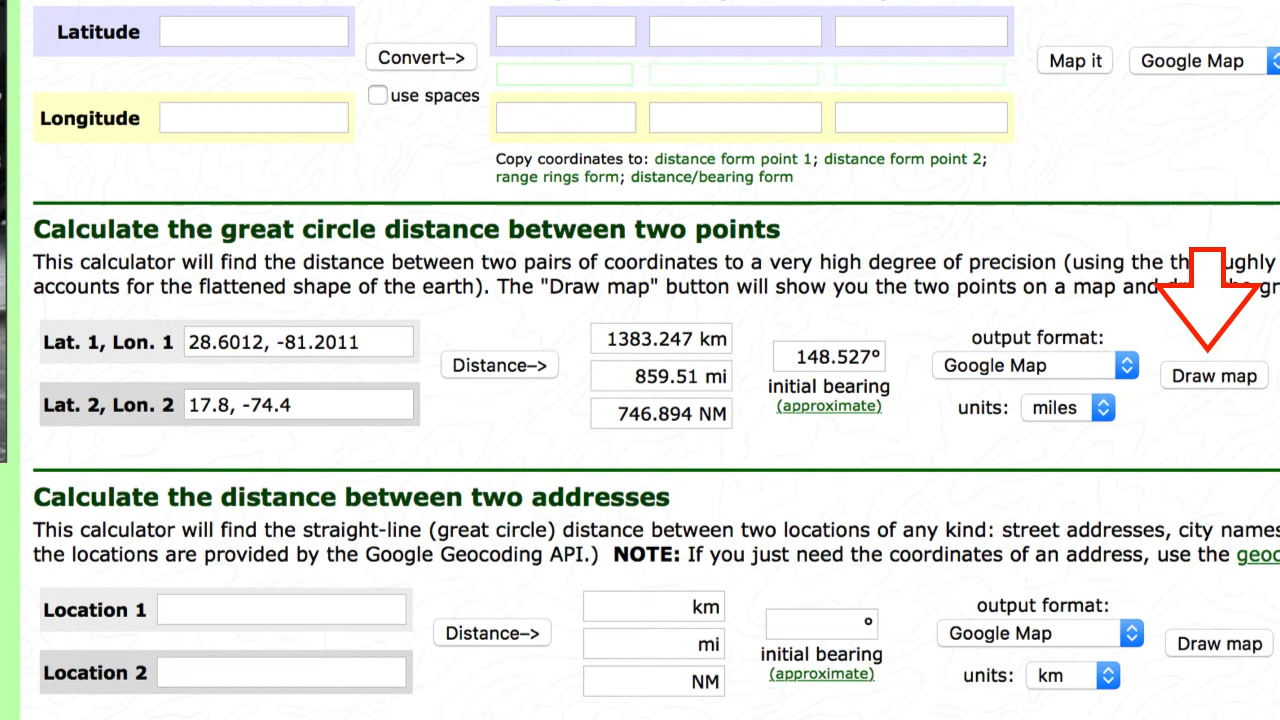 Latitude
Convert–>
Map it
Google Map
use spaces
Longitude
Copy coordinates to: distance form point 1; distance form point 2;
range rings form; distance/bearing form
Calculate the great circle distance between two points
This calculator will find the distance between two pairs of coordinates to a very high degree of precision (using the
accounts for the flattened shape of the earth). The "Draw map" button will show you the two points on a map and
Lat. 1, Lon. 1 28.6012, -81.2011
Distance–>
1383.247 km
859.51 mi
746.894 NM
148.527°
initial bearing
(approximate)
output format:
Google Map
Draw map
units: miles
Lat. 2, Lon. 2 17.8, -74.4
Calculate the distance between two addresses
This calculator will find the straight-line (great circle) distance between two locations of any kind: street addresses, city names
the locations are provided by the Google Geocoding API.) NOTE: If you just need the coordinates of an address, use the geoc
Location 1
Distance–>
km
mi
NM
°
initial bearing
(approximate)
output format:
Google Map
Draw map
units: km
Location 2